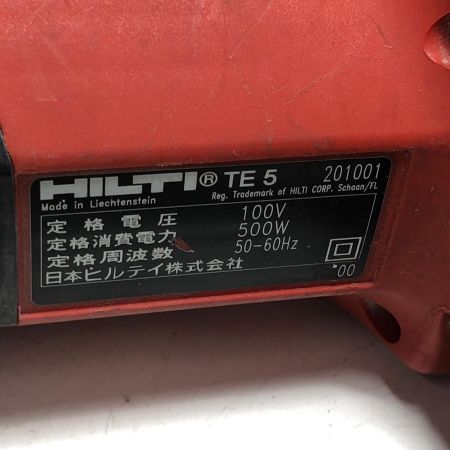 HILTI® TE 5 201001
Made in Liechtenstein Reg. Trademark of HILTI CORP. Schaan/FL
定格電圧 100V
定格消費電力 500W
定格周波数 50-60Hz
日本ヒルティ株式会社 '00